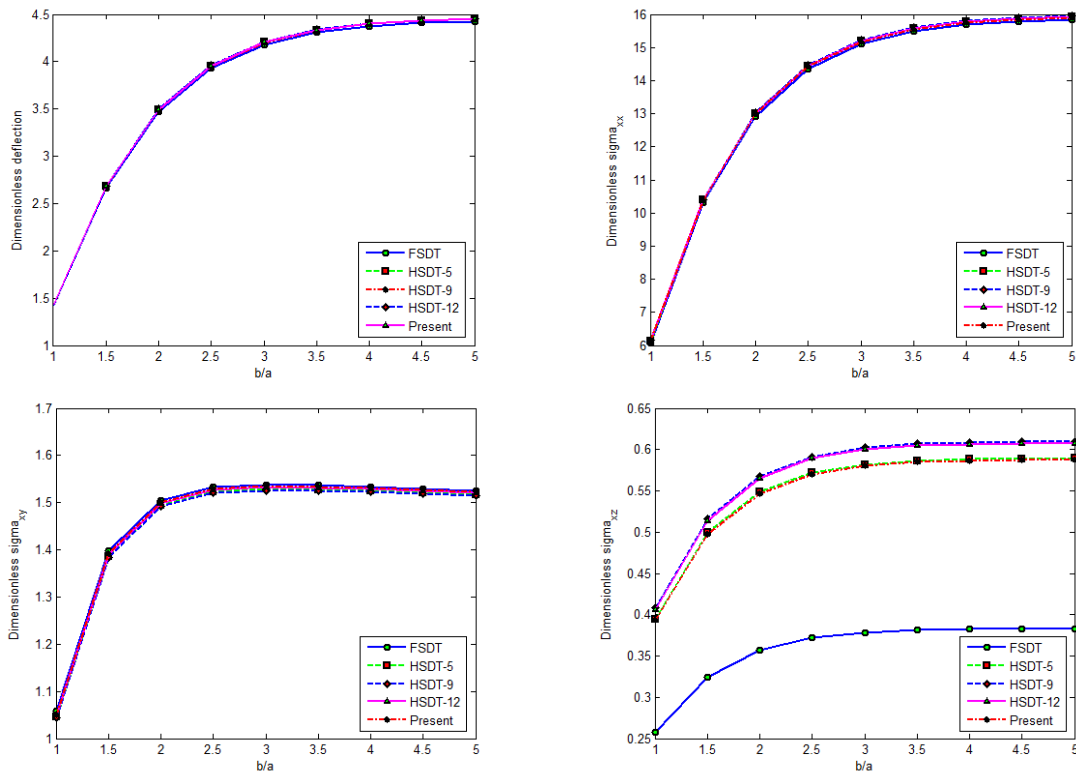 4.5
4
3.5
3
2.5
2
1.5
1
Dimensionless deflection
1 1.5 2 2.5 3 3.5 4 4.5 5
b/a
FSDT
HSDT-5
HSDT-9
HSDT-12
Present
16
15
14
13
12
11
10
9
8
7
6
Dimensionless sigma_xx
1 1.5 2 2.5 3 3.5 4 4.5 5
b/a
FSDT
HSDT-5
HSDT-9
HSDT-12
Present
1.7
1.6
1.5
1.4
1.3
1.2
1.1
1
Dimensionless sigma_xy
1 1.5 2 2.5 3 3.5 4 4.5 5
b/a
FSDT
HSDT-5
HSDT-9
HSDT-12
Present
0.65
0.6
0.55
0.5
0.45
0.4
0.35
0.3
0.25
Dimensionless sigma_xz
1 1.5 2 2.5 3 3.5 4 4.5 5
b/a
FSDT
HSDT-5
HSDT-9
HSDT-12
Present